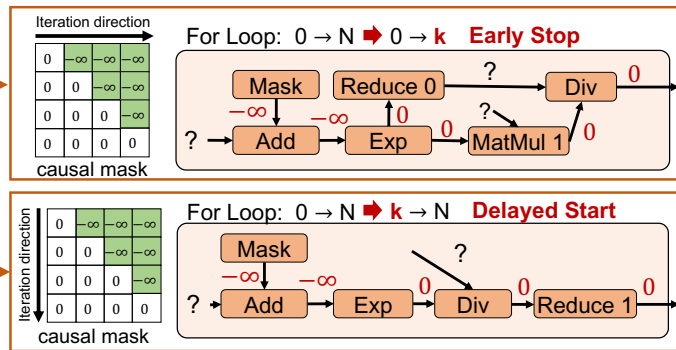 Iteration direction
For Loop: 0 → N ➡ 0 → k Early Stop
0 −∞ −∞ −∞
0 0 −∞ −∞
0 0 0 −∞
0 0 0 0
causal mask
Mask
Reduce 0
?
Div
0
−∞
0
?
? 
Add
−∞
Exp
0
MatMul 1
0
For Loop: 0 → N ➡ k → N Delayed Start
Iteration direction
0 −∞ −∞ −∞
0 0 −∞ −∞
0 0 0 −∞
0 0 0 0
causal mask
Mask
?
−∞
?
Add
−∞
Exp
0
Div
0
Reduce 1
0